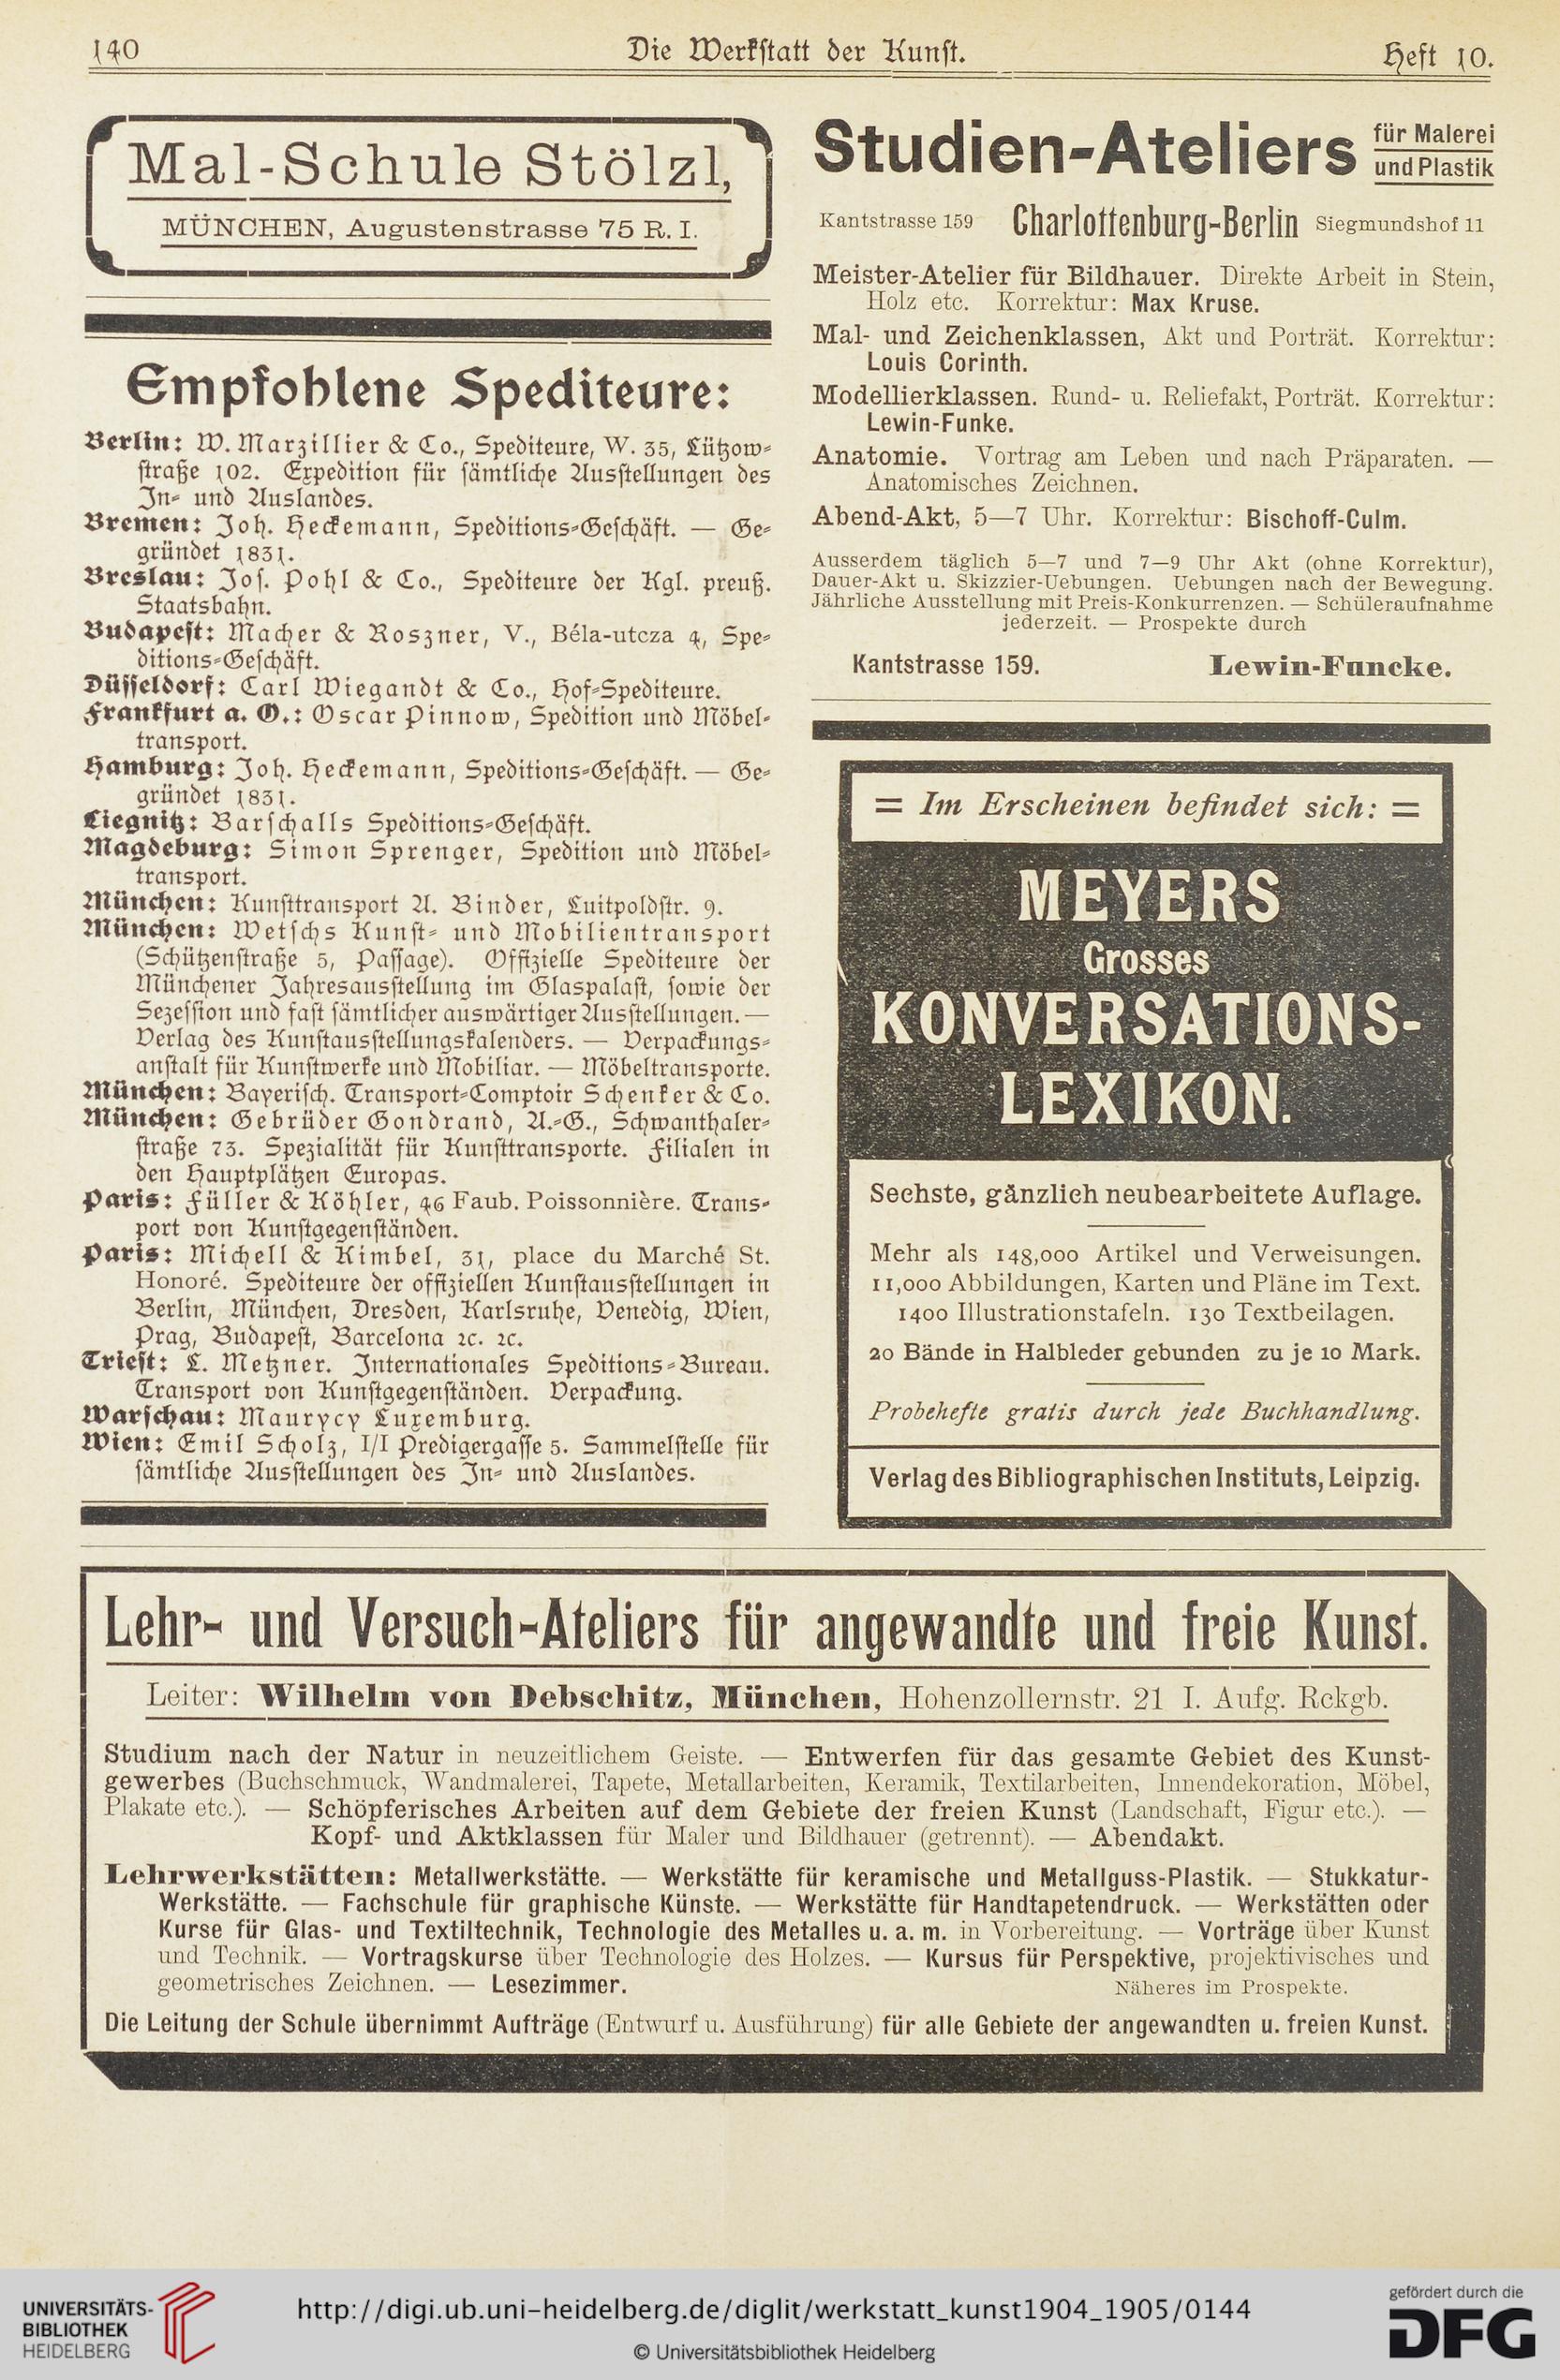 140
Die Werkstatt der Kunst.
Heft 10.
Mal-Schule Stölzl,
MÜNCHEN, Augustenstrasse 75 R. I.
Empfohlene Spediteure:
Berlin: W. Marzillier & Co., Spediteure, W. 35, Lützow-
straße 102. Expedition für sämtliche Ausstellungen des
In- und Auslandes.
Bremen: Joh. Heckemann, Speditions-Geschäft. — Ge-
gründet 1831.
Breslau: Jos. Pohl & Co., Spediteure der Kgl. preuß.
Staatsbahn.
Budapest: Macher & Roszner, V., Béla-utcza 4, Spe-
ditions-Geschäft.
Düsseldorf: Carl Wiegandt & Co., Hof-Spediteure.
Frankfurt a. O.: Oscar Pinnow, Spedition und Möbel-
transport.
Hamburg: Joh. Heckemann, Speditions-Geschäft. — Ge-
gründet 1831.
Liegnitz: Barschalls Speditions-Geschäft.
Magdeburg: Simon Sprenger, Spedition und Möbel-
transport.
München: Kunsttransport A. Binder, Luitpoldstr. 9.
München: Wetschs Kunst- und Mobilientransport
(Schützenstraße 5, Passage). Offizielle Spediteure der
Münchener Jahresausstellung im Glaspalast, sowie der
Sezession und fast sämtlicher auswärtiger Ausstellungen. —
Verlag des Kunstausstellungskalenders. — Verpackungs-
anstalt für Kunstwerke und Mobiliar. — Möbeltransporte.
München: Bayerisch. Transport-Comptoir Schenker & Co.
München: Gebrüder Gondrand, A.-G., Schwanthaler-
straße 73. Spezialität für Kunsttransporte. Filialen in
den Hauptplätzen Europas.
Paris: Füller & Köhler, 46 Faub. Poissonnière. Trans-
port von Kunstgegenständen.
Paris: Michell & Kimbel, 31, place du Marché St.
Honoré. Spediteure der offiziellen Kunstausstellungen in
Berlin, München, Dresden, Karlsruhe, Venedig, Wien,
Prag, Budapest, Barcelona ꝛc. ꝛc.
Triest: L. Metzner. Internationales Speditions-Bureau.
Transport von Kunstgegenständen. Verpackung.
Warschau: Maurycy Luxemburg.
Wien: Emil Scholz, I/I Predigergasse 5. Sammelstelle für
sämtliche Ausstellungen des In- und Auslandes.
Studien-Ateliers für Malerei
und Plastik
Kantstrasse 159 Charlottenburg-Berlin Siegmundshof 11
Meister-Atelier für Bildhauer. Direkte Arbeit in Stein,
Holz etc. Korrektur: Max Kruse.
Mal- und Zeichenklassen, Akt und Porträt. Korrektur:
Louis Corinth.
Modellierklassen. Rund- u. Reliefakt, Porträt. Korrektur:
Lewin-Funke.
Anatomie. Vortrag am Leben und nach Präparaten. —
Anatomisches Zeichnen.
Abend-Akt, 5—7 Uhr. Korrektur: Bischoff-Culm.
Ausserdem täglich 5—7 und 7—9 Uhr Akt (ohne Korrektur),
Dauer-Akt u. Skizzier-Uebungen. Uebungen nach der Bewegung.
Jährliche Ausstellung mit Preis-Konkurrenzen. — Schüleraufnahme
jederzeit. — Prospekte durch
Kantstrasse 159. Lewin-Funcke.
= Im Erscheinen befindet sich: =
MEYERS
Grosses
KONVERSATIONS-
LEXIKON.
Sechste, gänzlich neubearbeitete Auflage.
Mehr als 148,000 Artikel und Verweisungen.
11,000 Abbildungen, Karten und Pläne im Text.
1400 Illustrationstafeln. 130 Textbeilagen.
20 Bände in Halbleder gebunden zu je 10 Mark.
Probehefte gratis durch jede Buchhandlung.
Verlag des Bibliographischen Instituts, Leipzig.
Lehr- und Versuch-Ateliers für angewandte und freie Kunst.
Leiter: Wilhelm von Debschitz, München, Hohenzollernstr. 21 I. Aufg. Rckgb.
Studium nach der Natur in neuzeitlichem Geiste. — Entwerfen für das gesamte Gebiet des Kunst-
gewerbes (Buchschmuck, Wandmalerei, Tapete, Metallarbeiten, Keramik, Textilarbeiten, Innendekoration, Möbel,
Plakate etc.). — Schöpferisches Arbeiten auf dem Gebiete der freien Kunst (Landschaft, Figur etc.). —
Kopf- und Aktklassen für Maler und Bildhauer (getrennt). — Abendakt.
Lehrwerkstätten: Metallwerkstätte. — Werkstätte für keramische und Metallguss-Plastik. — Stukkatur-
Werkstätte. — Fachschule für graphische Künste. — Werkstätte für Handtapetendruck. — Werkstätten oder
Kurse für Glas- und Textiltechnik, Technologie des Metalles u. a. m. in Vorbereitung. — Vorträge über Kunst
und Technik. — Vortragskurse über Technologie des Holzes. — Kursus für Perspektive, projektivisches und
geometrisches Zeichnen. — Lesezimmer. Näheres im Prospekte.
Die Leitung der Schule übernimmt Aufträge (Entwurf u. Ausführung) für alle Gebiete der angewandten u. freien Kunst.
UNIVERSITÄTS-
BIBLIOTHEK
HEIDELBERG
http://digi.ub.uni-heidelberg.de/diglit/werkstatt_kunst1904_1905/0144
© Universitätsbibliothek Heidelberg
gefördert durch die
DFG